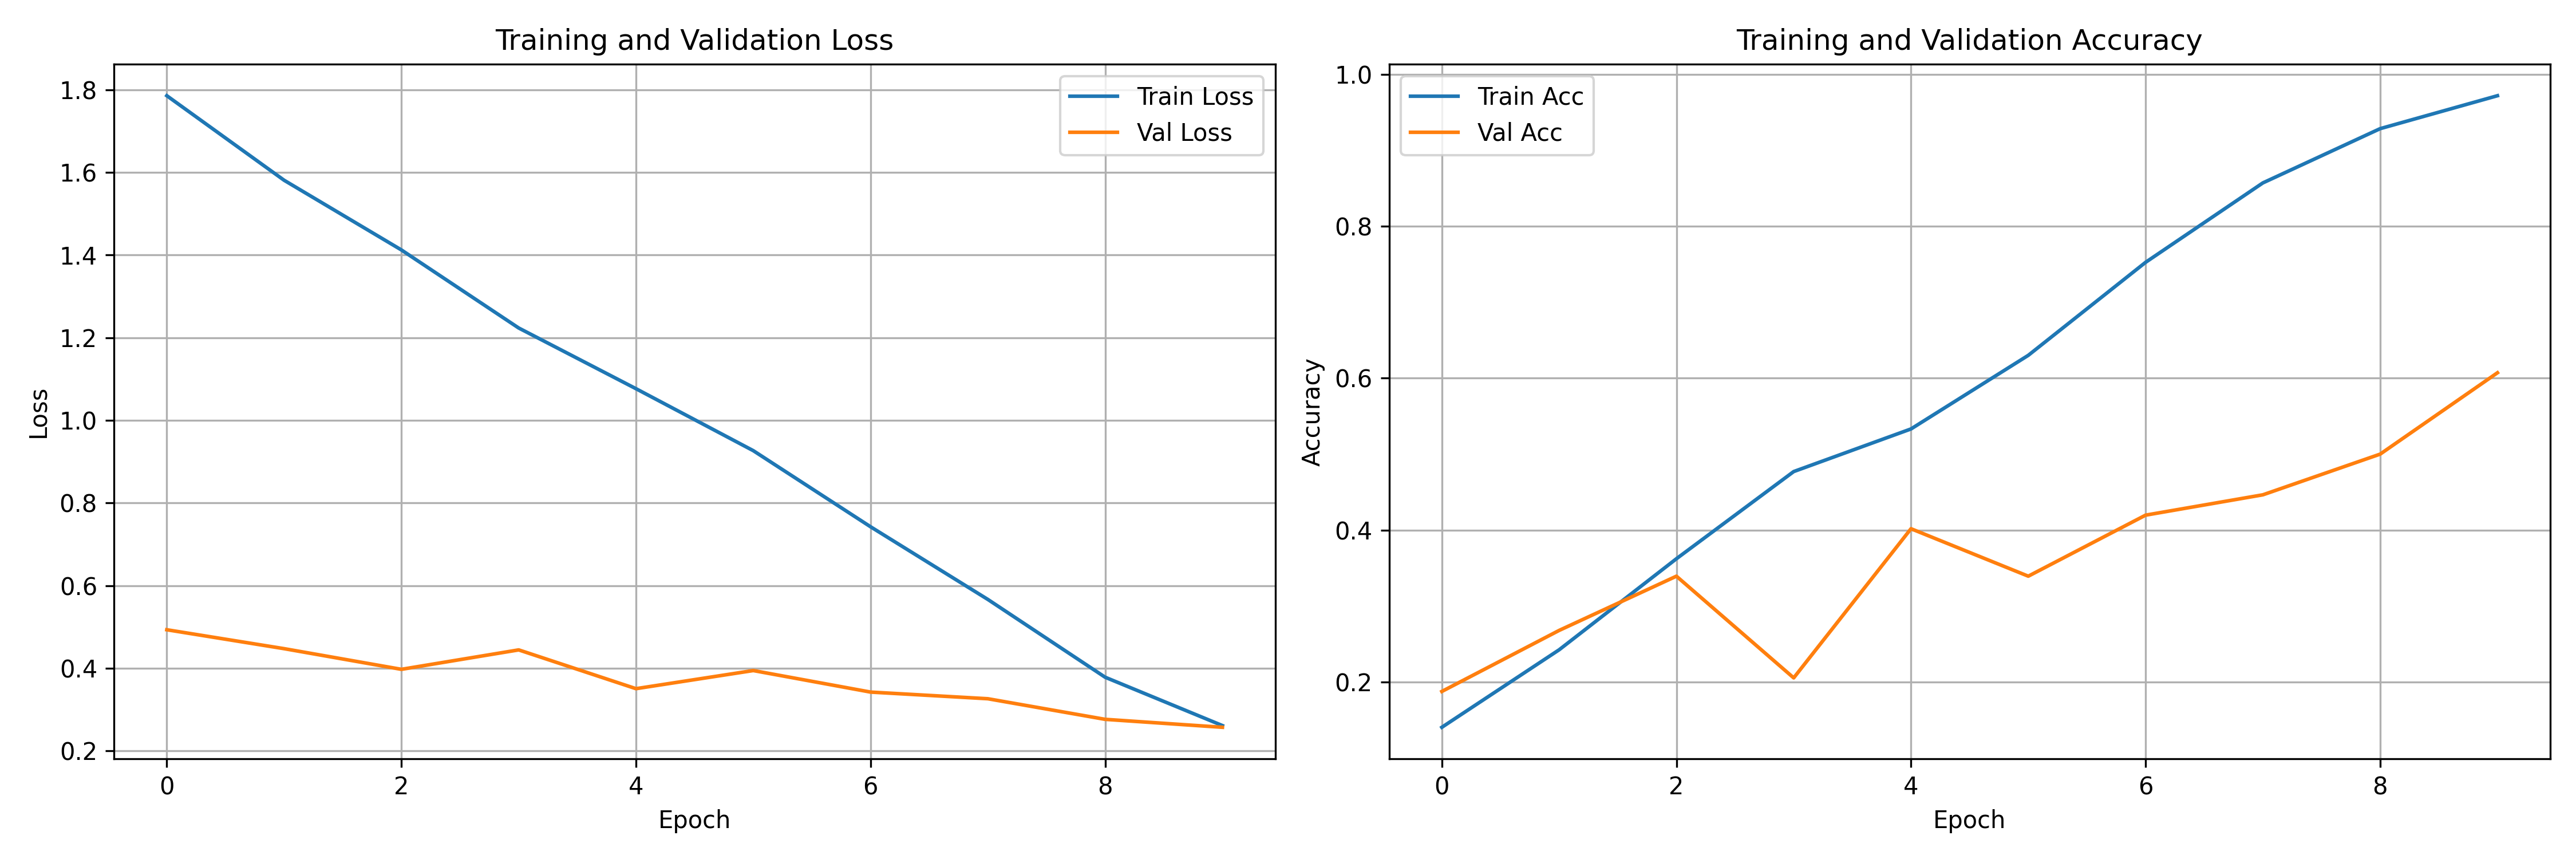 Training and Validation Loss
1.8
1.6
1.4
1.2
1.0
0.8
0.6
0.4
0.2
Loss
Train Loss
Val Loss
0 2 4 6 8
Epoch
Training and Validation Accuracy
1.0
0.8
0.6
0.4
0.2
Accuracy
Train Acc
Val Acc
0 2 4 6 8
Epoch